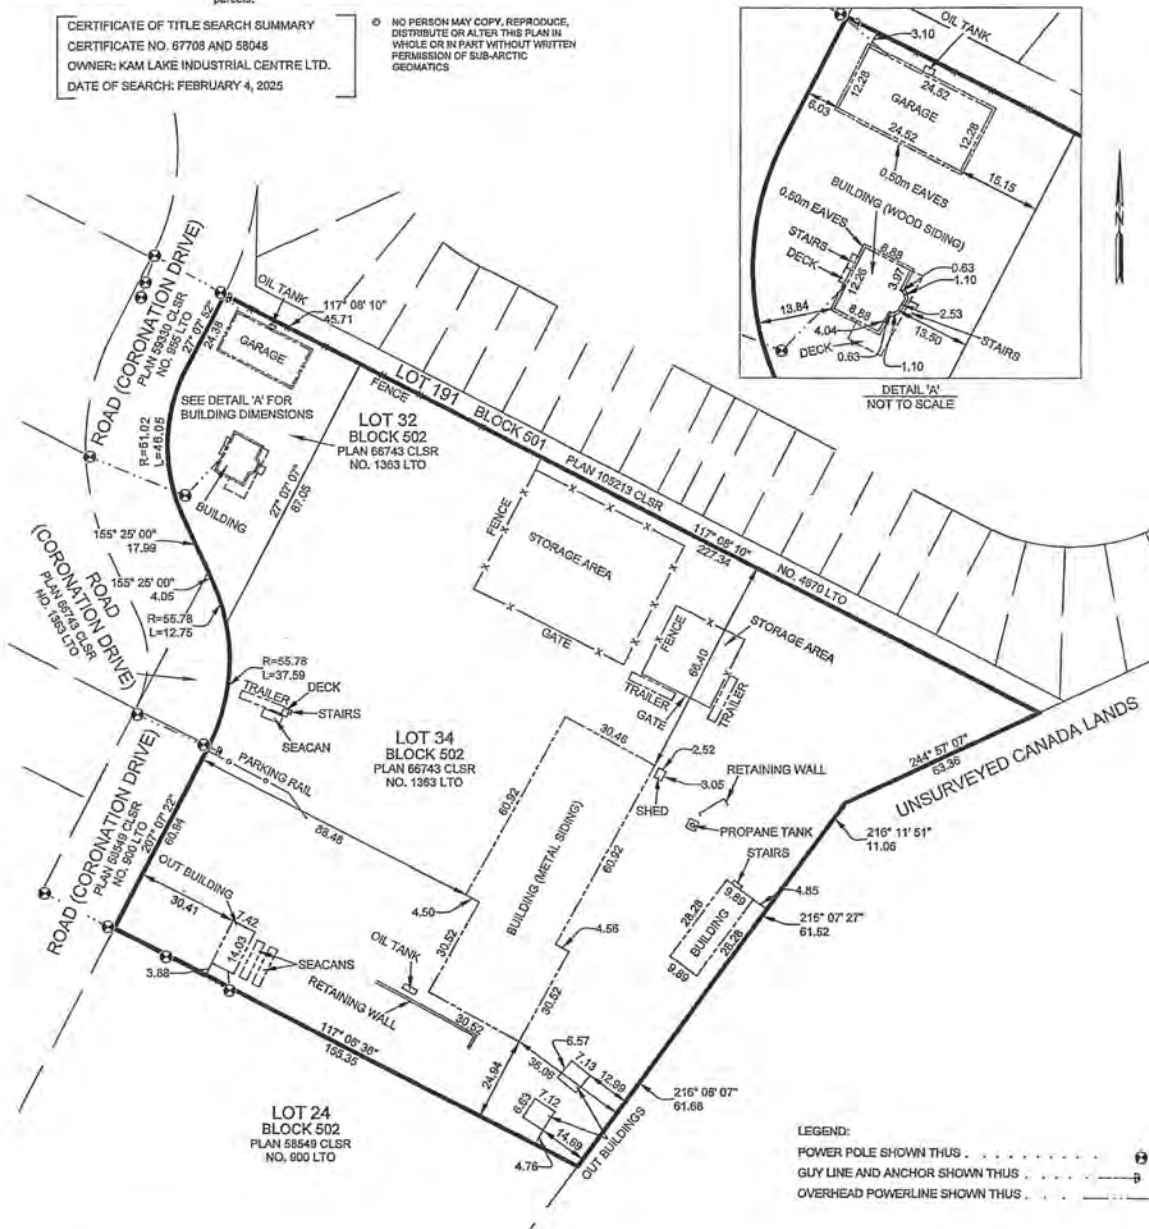 parcels.
CERTIFICATE OF TITLE SEARCH SUMMARY
CERTIFICATE NO. 67708 AND 58048
OWNER: KAM LAKE INDUSTRIAL CENTRE LTD.
DATE OF SEARCH: FEBRUARY 4, 2025
© NO PERSON MAY COPY, REPRODUCE,
DISTRIBUTE OR ALTER THIS PLAN IN
WHOLE OR IN PART WITHOUT WRITTEN
PERMISSION OF SUB-ARCTIC
GEOMATICS
OIL TANK
3.10
12.28
24.52
GARAGE
6.03
24.52
12.28
0.50m EAVES
15.15
BUILDING (WOOD SIDING)
0.50m EAVES
STAIRS
DECK
8.88
3.97
0.63
1.10
12.26
2.53
13.84
8.88
4.04
13.50
STAIRS
DECK
0.63
1.10
DETAIL 'A'
NOT TO SCALE
N
ROAD (CORONATION DRIVE)
PLAN 59330 CLSR
NO. 955 LTO
27° 07' 52"
24.38
OIL TANK
117° 08' 10"
45.71
GARAGE
SEE DETAIL 'A' FOR
BUILDING DIMENSIONS
R=61.02
L=46.05
LOT 32
BLOCK 502
PLAN 66743 CLSR
NO. 1363 LTO
FENCE
LOT 191 BLOCK 501
PLAN 105213 CLSR
NO. 4670 LTO
117° 08' 10"
227.34
27° 07' 07"
87.05
BUILDING
155° 25' 00"
17.99
155° 25' 00"
4.05
R=55.78
L=12.75
ROAD
(CORONATION DRIVE)
PLAN 66743 CLSR
NO. 1363 LTO
FENCE
STORAGE AREA
GATE
FENCE
STORAGE AREA
66.40
TRAILER
GATE
TRAILER
R=55.78
L=37.59
TRAILER
DECK
STAIRS
SEACAN
LOT 34
BLOCK 502
PLAN 66743 CLSR
NO. 1363 LTO
PARKING RAIL
88.46
30.46
2.52
3.05
SHED
RETAINING WALL
PROPANE TANK
60.92
BUILDING (METAL SIDING)
60.92
STAIRS
9.89
28.28
BUILDING
28.28
9.89
4.85
244° 57' 07"
63.36
UNSURVEYED CANADA LANDS
216° 11' 51"
11.06
215° 07' 27"
61.52
ROAD (CORONATION DRIVE)
PLAN 58549 CLSR
NO. 900 LTO
207° 07' 22"
60.84
OUT BUILDING
30.41
7.42
14.03
SEACANS
3.88
4.50
30.52
OIL TANK
RETAINING WALL
30.52
4.56
30.52
117° 06' 36"
155.35
24.94
6.57
7.13
36.06
12.99
6.63
7.12
14.69
4.76
OUT BUILDINGS
216° 06' 07"
61.66
LOT 24
BLOCK 502
PLAN 58549 CLSR
NO. 900 LTO
LEGEND:
POWER POLE SHOWN THUS
GUY LINE AND ANCHOR SHOWN THUS
OVERHEAD POWERLINE SHOWN THUS